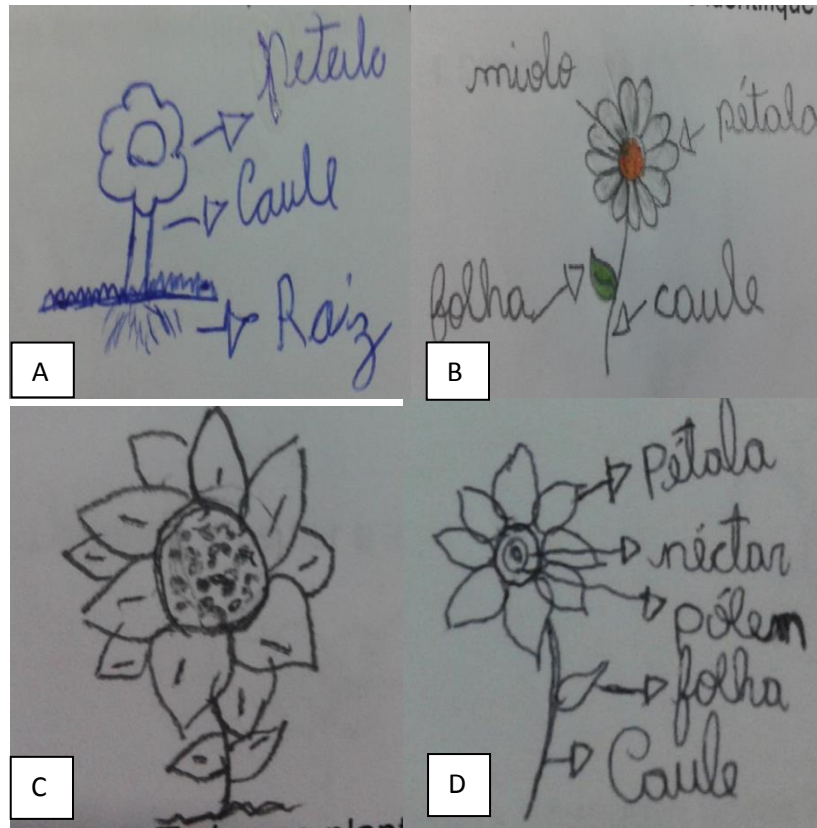 petalo
Caule
Raiz
A
miolo
pétala
folha
caule
B
C
Pétala
néctar
pólem
folha
Caule
D